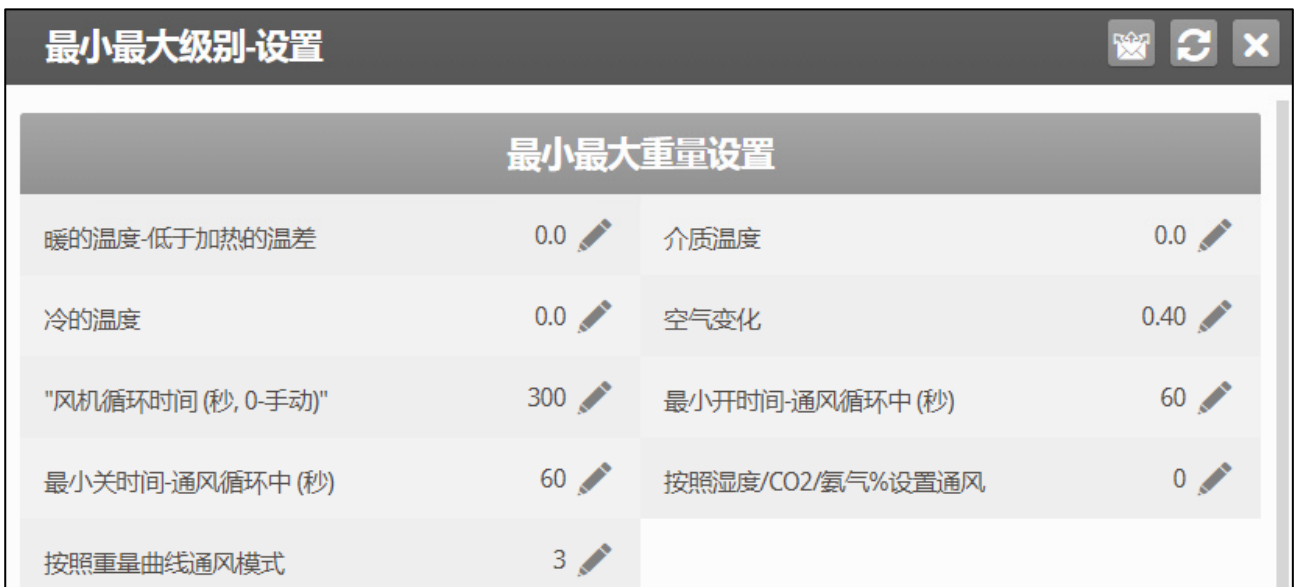 最小最大级别-设置
最小最大重量设置
暖的温度-低于加热的温差 0.0 介质温度 0.0
冷的温度 0.0 空气变化 0.40
"风机循环时间 (秒, 0-手动)" 300 最小开时间-通风循环中 (秒) 60
最小关时间-通风循环中 (秒) 60 按照湿度/CO2/氨气%设置通风 0
按照重量曲线通风模式 3